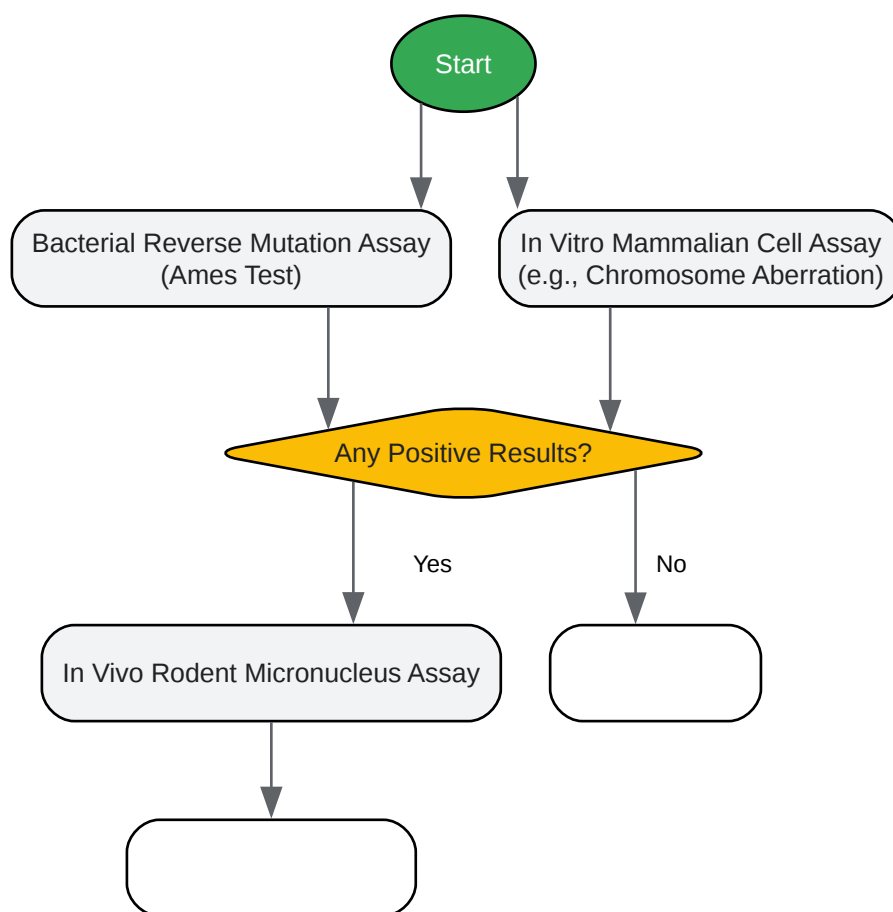 Start
Bacterial Reverse Mutation Assay
(Ames Test)
In Vitro Mammalian Cell Assay
(e.g., Chromosome Aberration)
Any Positive Results?
Yes
No
In Vivo Rodent Micronucleus Assay